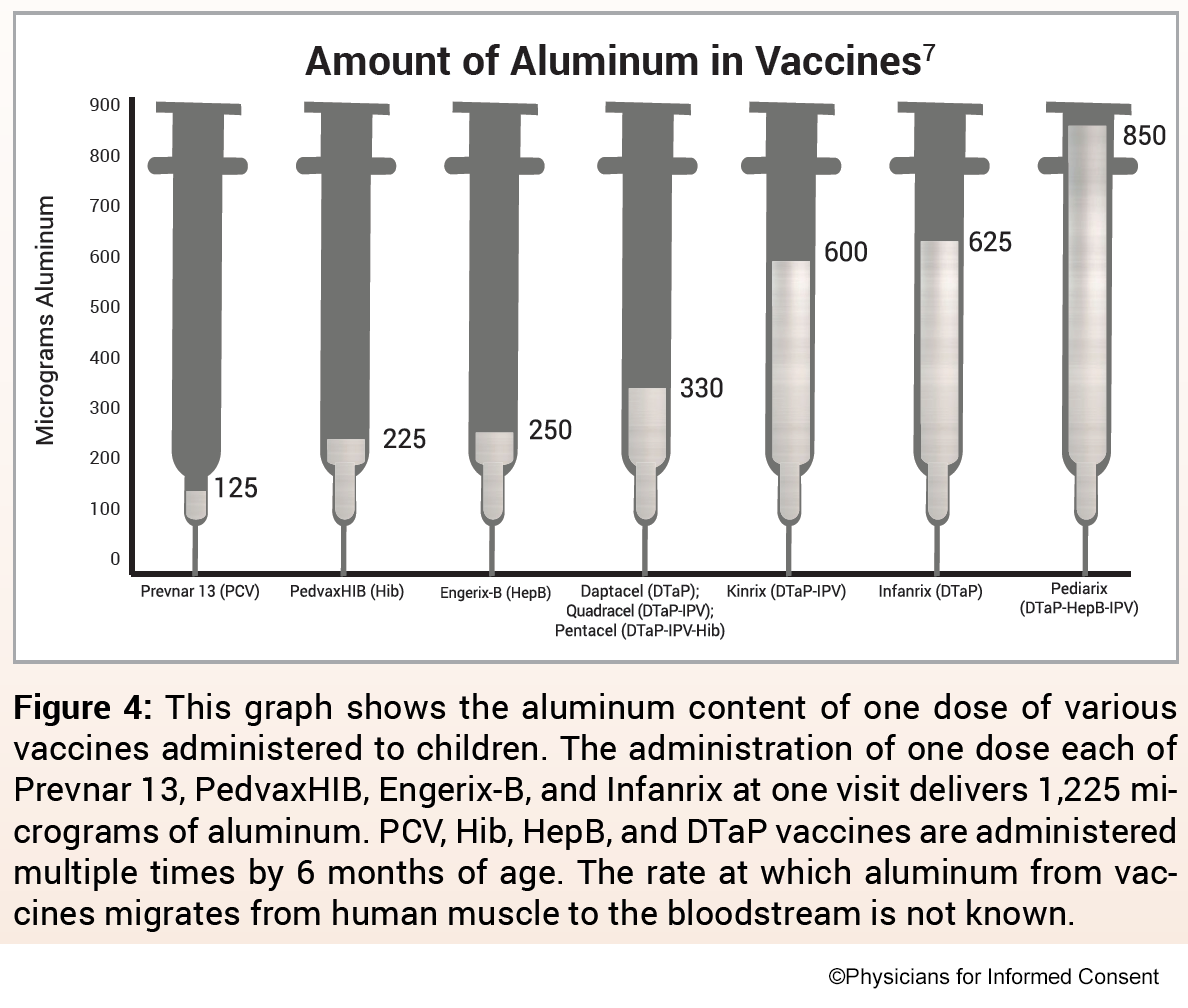 Amount of Aluminum in Vaccines7
900
800
700
600
500
400
300
200
100
0
Micrograms Aluminum
125
225
250
330
600
625
850
Prevnar 13 (PCV)
PedvaxHIB (Hib)
Engerix-B (HepB)
Daptacel (DTaP);
Quadracel (DTaP-IPV);
Pentacel (DTaP-IPV-Hib)
Kinrix (DTaP-IPV)
Infanrix (DTaP)
Pediarix
(DTaP-HepB-IPV)
Figure 4: This graph shows the aluminum content of one dose of various
vaccines administered to children. The administration of one dose each of
Prevnar 13, PedvaxHIB, Engerix-B, and Infanrix at one visit delivers 1,225 mi-
crograms of aluminum. PCV, Hib, HepB, and DTaP vaccines are administered
multiple times by 6 months of age. The rate at which aluminum from vac-
cines migrates from human muscle to the bloodstream is not known.
©Physicians for Informed Consent